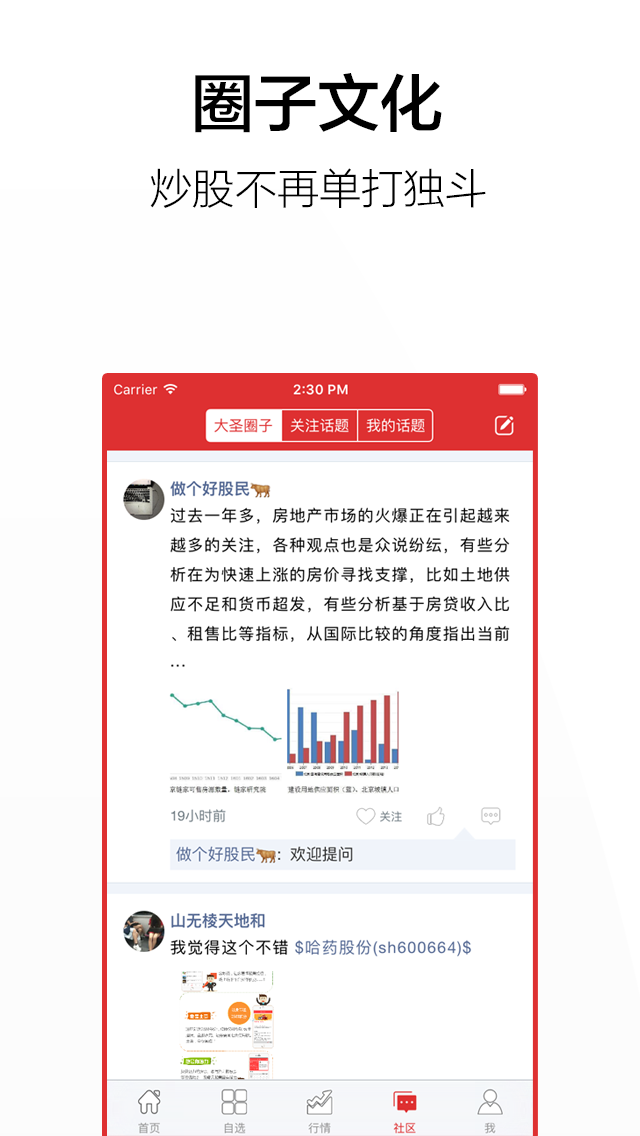 圈子文化
炒股不再单打独斗
Carrier 2:30 PM
大圣圈子 关注话题 我的话题
做个好股民🐂
过去一年多，房地产市场的火爆正在引起越来
越多的关注，各种观点也是众说纷纭，有些分
析在为快速上涨的房价寻找支撑，比如土地供
应不足和货币超发，有些分析基于房贷收入比
、租售比等指标，从国际比较的角度指出当前
...
京链家可售房源数量，链家研究院 建设用地供应面积（宣）、北京城镇人口
19小时前 关注
做个好股民🐂：欢迎提问
山无棱天地和
我觉得这个不错 $哈药股份(sh600664)$
首页 自选 行情 社区 我